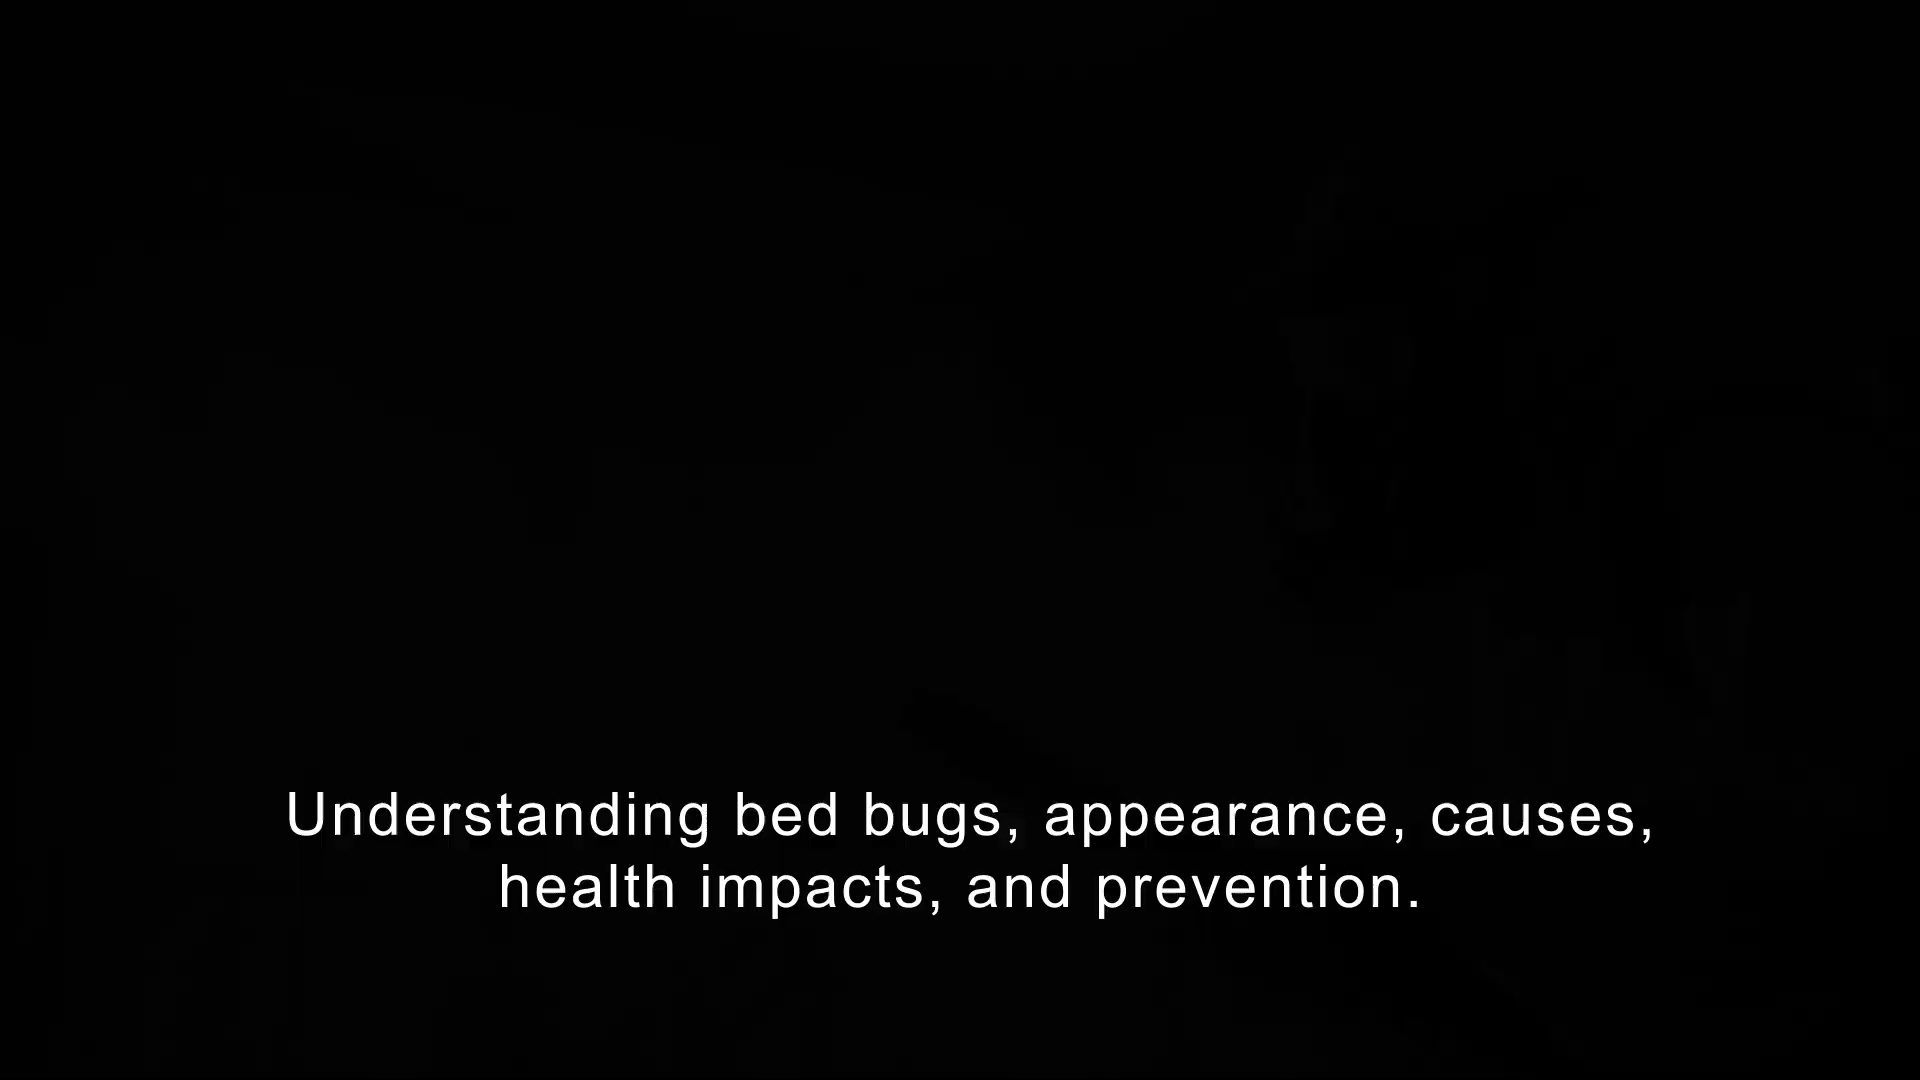 Understanding bed bugs, appearance, causes,
health impacts, and prevention.